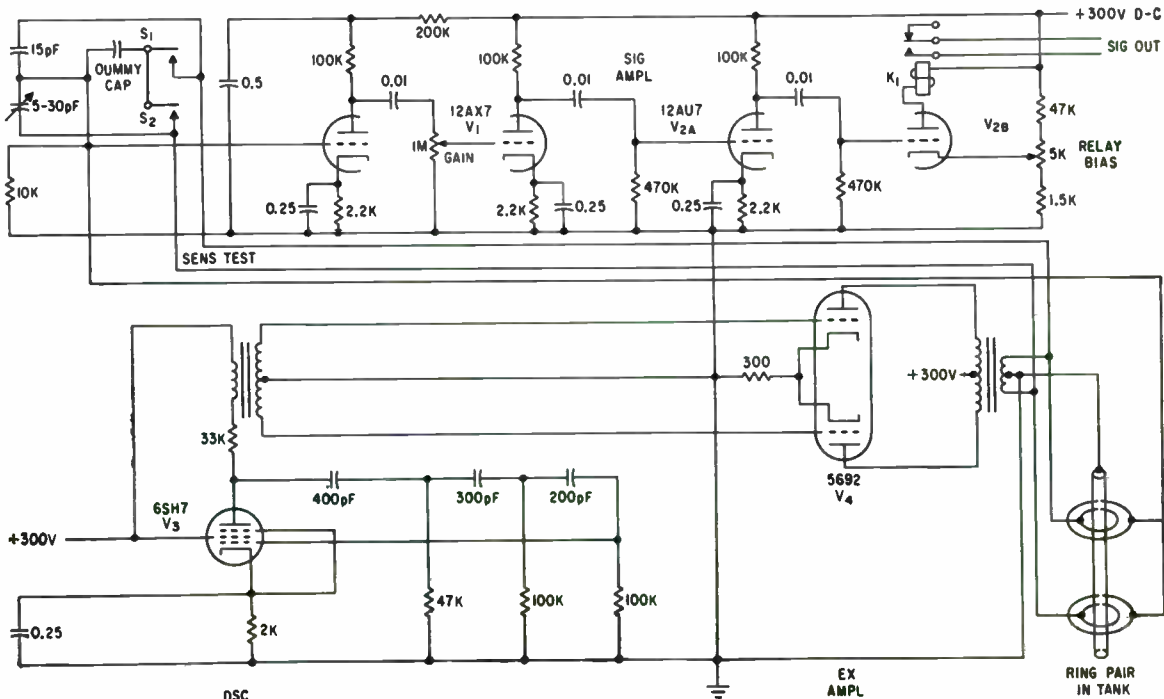 +300V D-C
SIG OUT
15pF
S1
DUMMY
CAP
5-30pF
S2
10K
0.5
200K
100K
0.01
12AX7
V1
1M
GAIN
0.25
2.2K
100K
0.01
SIG
AMPL
2.2K
0.25
470K
12AU7
V2A
100K
0.01
0.25
2.2K
470K
K1
V2B
47K
5K
RELAY
BIAS
1.5K
SENS TEST
33K
300
+300V
5692
V4
400pF
300pF
200pF
6SH7
V3
+300V
0.25
2K
47K
100K
100K
OSC
EX
AMPL
RING PAIR
IN TANK